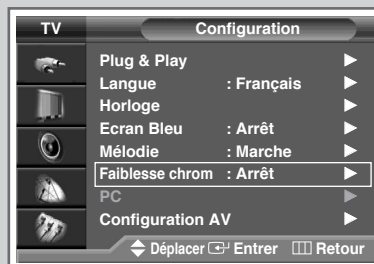 TV Configuration
Plug & Play
Langue : Français
Horloge
Ecran Bleu : Arrêt
Mélodie : Marche
Faiblesse chrom : Arrêt
PC
Configuration AV
Déplacer Entrer Retour